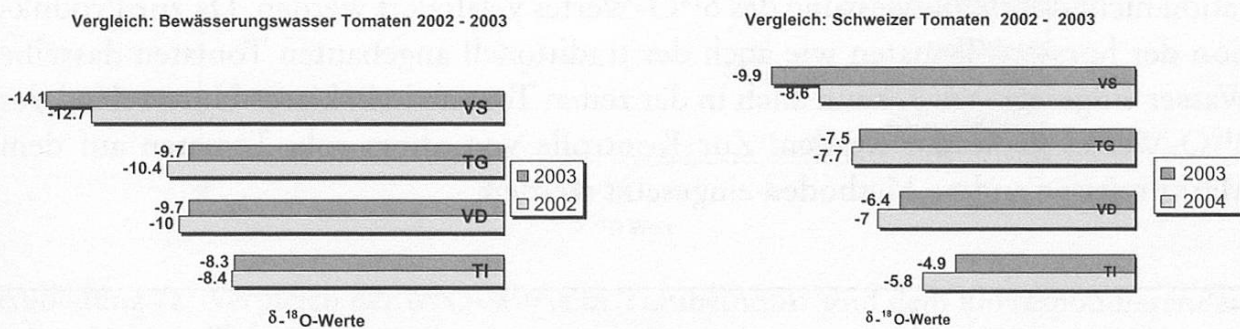 Vergleich: Bewässerungswasser Tomaten 2002 - 2003
-14.1
-12.7
VS
-9.7
-10.4
TG
-9.7
-10
VD
-8.3
-8.4
TI
2003
2002
δ-18O-Werte
Vergleich: Schweizer Tomaten 2002 - 2003
-9.9
-8.6
VS
-7.5
-7.7
TG
-6.4
-7
VD
-4.9
-5.8
TI
2003
2004
δ-18O-Werte